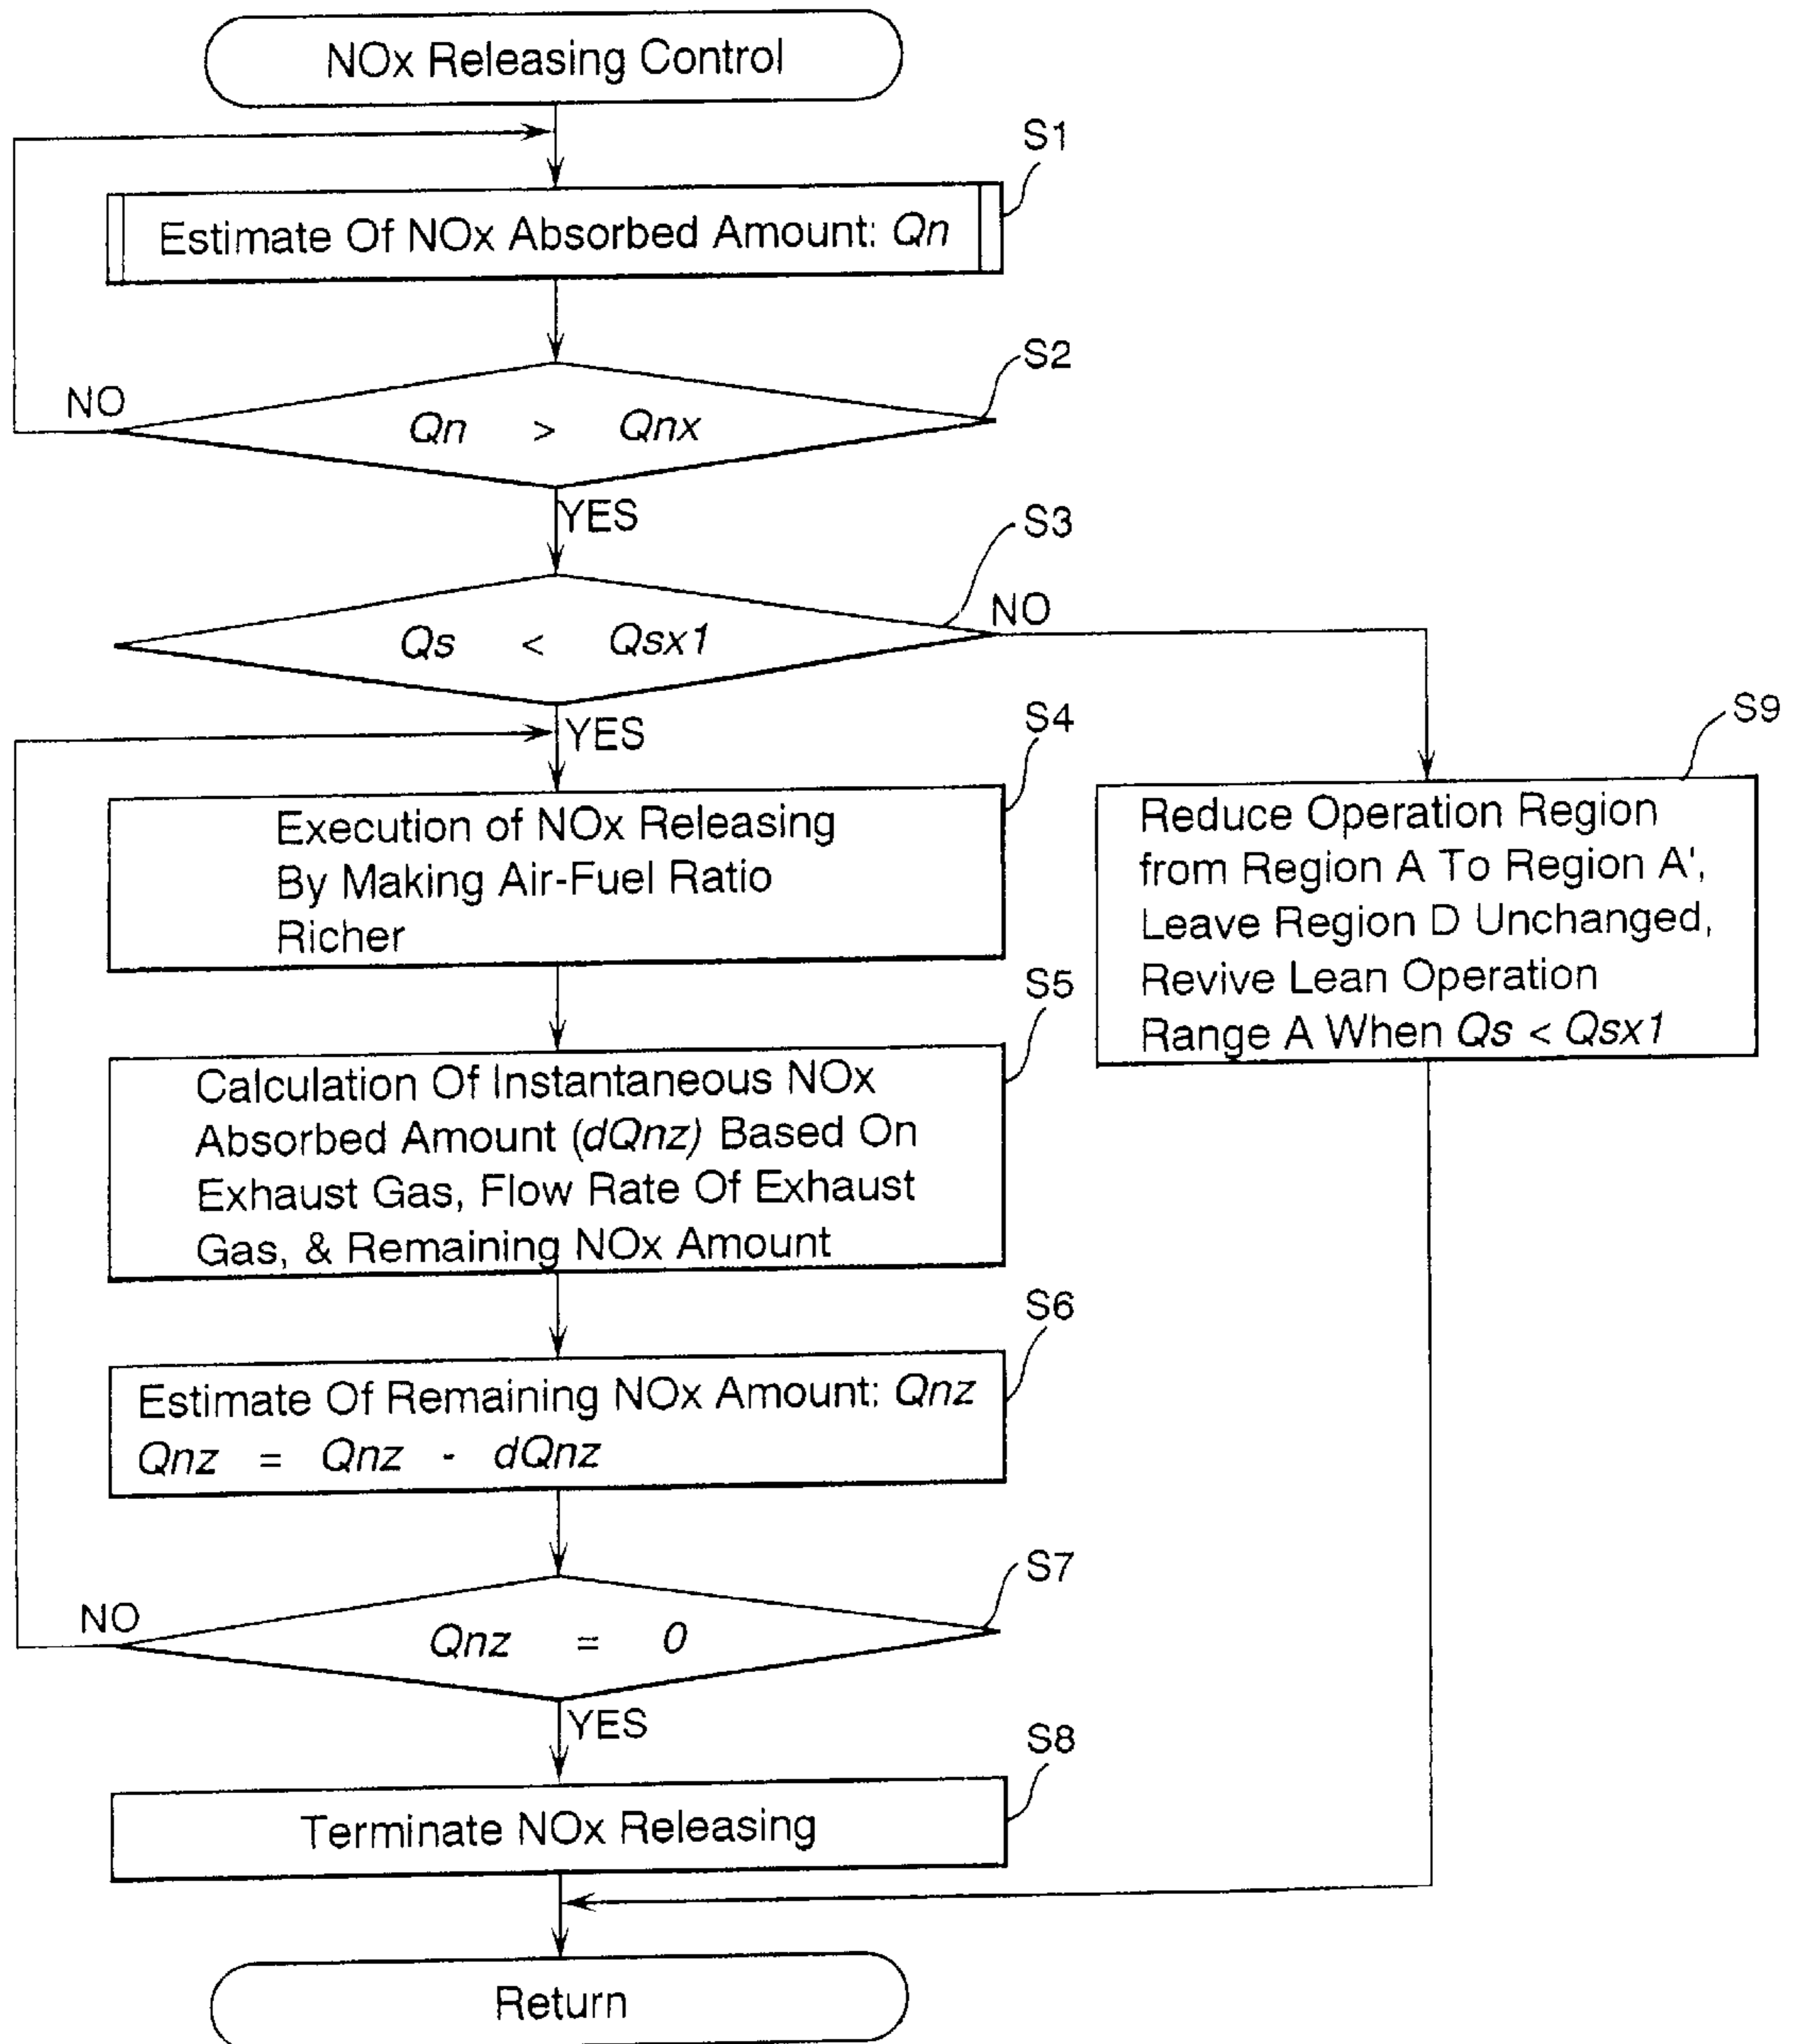 NOx Releasing Control
S1
Estimate Of NOx Absorbed Amount: Qn
S2
NO
Qn > Qnx
YES
S3
NO
Qs < Qsx1
YES
S4
Execution of NOx Releasing
By Making Air-Fuel Ratio
Richer
S9
Reduce Operation Region
from Region A To Region A',
Leave Region D Unchanged,
Revive Lean Operation
Range A When Qs < Qsx1
S5
Calculation Of Instantaneous NOx
Absorbed Amount (dQnz) Based On
Exhaust Gas, Flow Rate Of Exhaust
Gas, & Remaining NOx Amount
S6
Estimate Of Remaining NOx Amount: Qnz
Qnz = Qnz - dQnz
S7
NO
Qnz = 0
YES
S8
Terminate NOx Releasing
Return